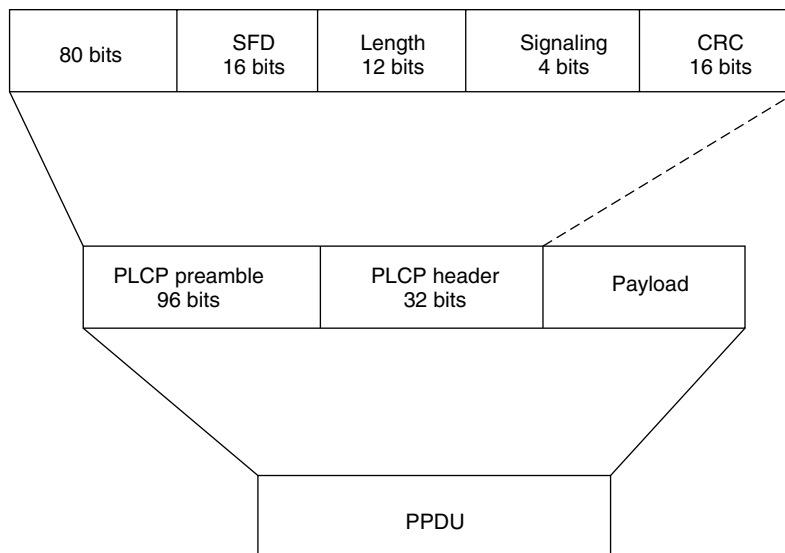 80 bits
SFD
16 bits
Length
12 bits
Signaling
4 bits
CRC
16 bits
PLCP preamble
96 bits
PLCP header
32 bits
Payload
PPDU